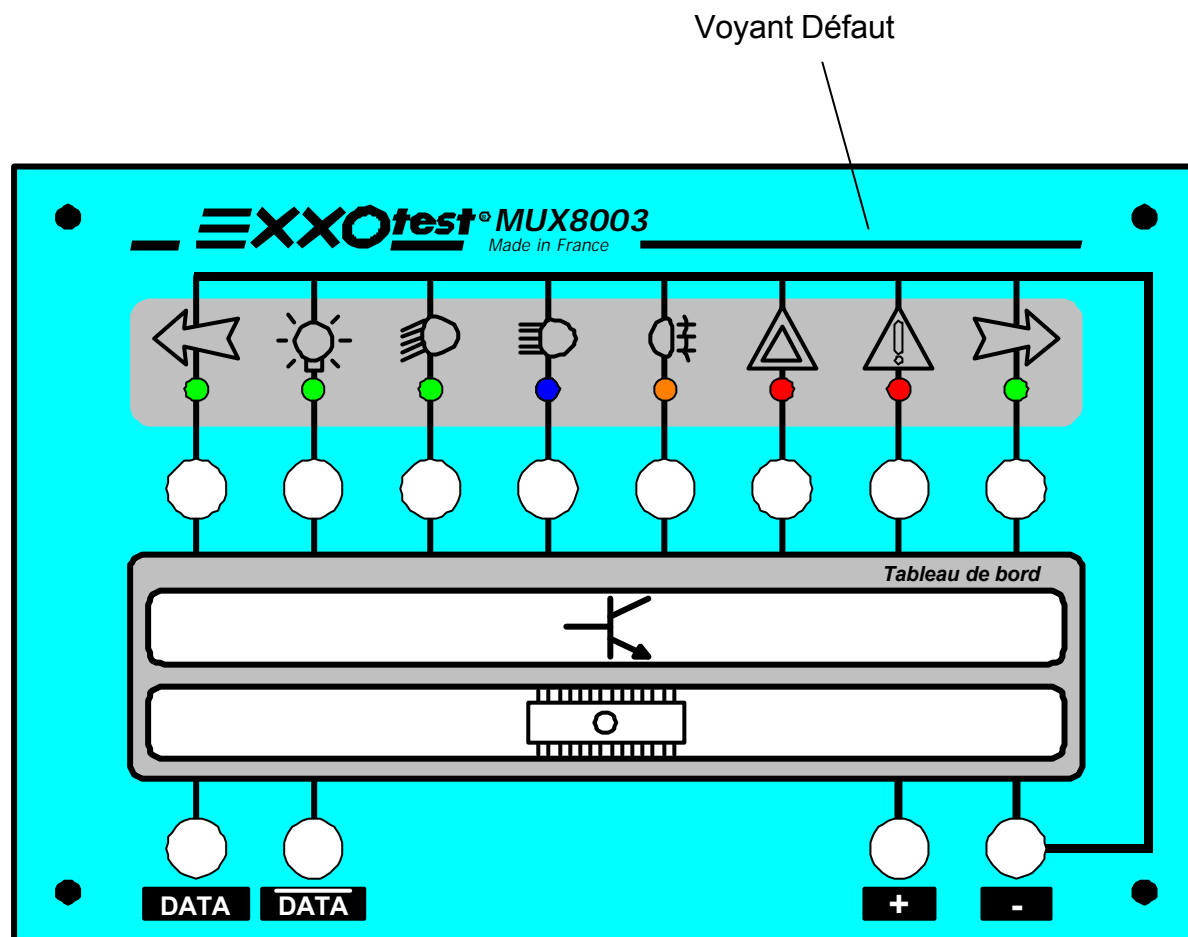 Voyant Défaut
EXXOtest® MUX8003
Made in France
Tableau de bord
DATA DATA + -